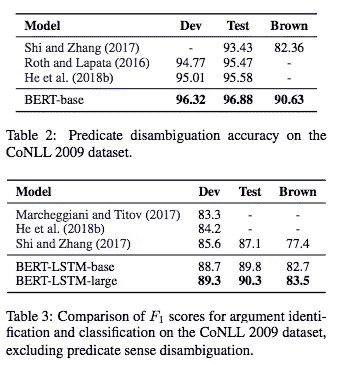 Model Dev Test Brown
Shi and Zhang (2017) - 93.43 82.36
Roth and Lapata (2016) 94.77 95.47 -
He et al. (2018b) 95.01 95.58 -
BERT-base 96.32 96.88 90.63
Table 2: Predicate disambiguation accuracy on the
CoNLL 2009 dataset.
Model Dev Test Brown
Marcheggiani and Titov (2017) 83.3 - -
He et al. (2018b) 84.2 - -
Shi and Zhang (2017) 85.6 87.1 77.4
BERT-LSTM-base 88.7 89.8 82.7
BERT-LSTM-large 89.3 90.3 83.5
Table 3: Comparison of F1 scores for argument identi-
fication and classification on the CoNLL 2009 dataset,
excluding predicate sense disambiguation.